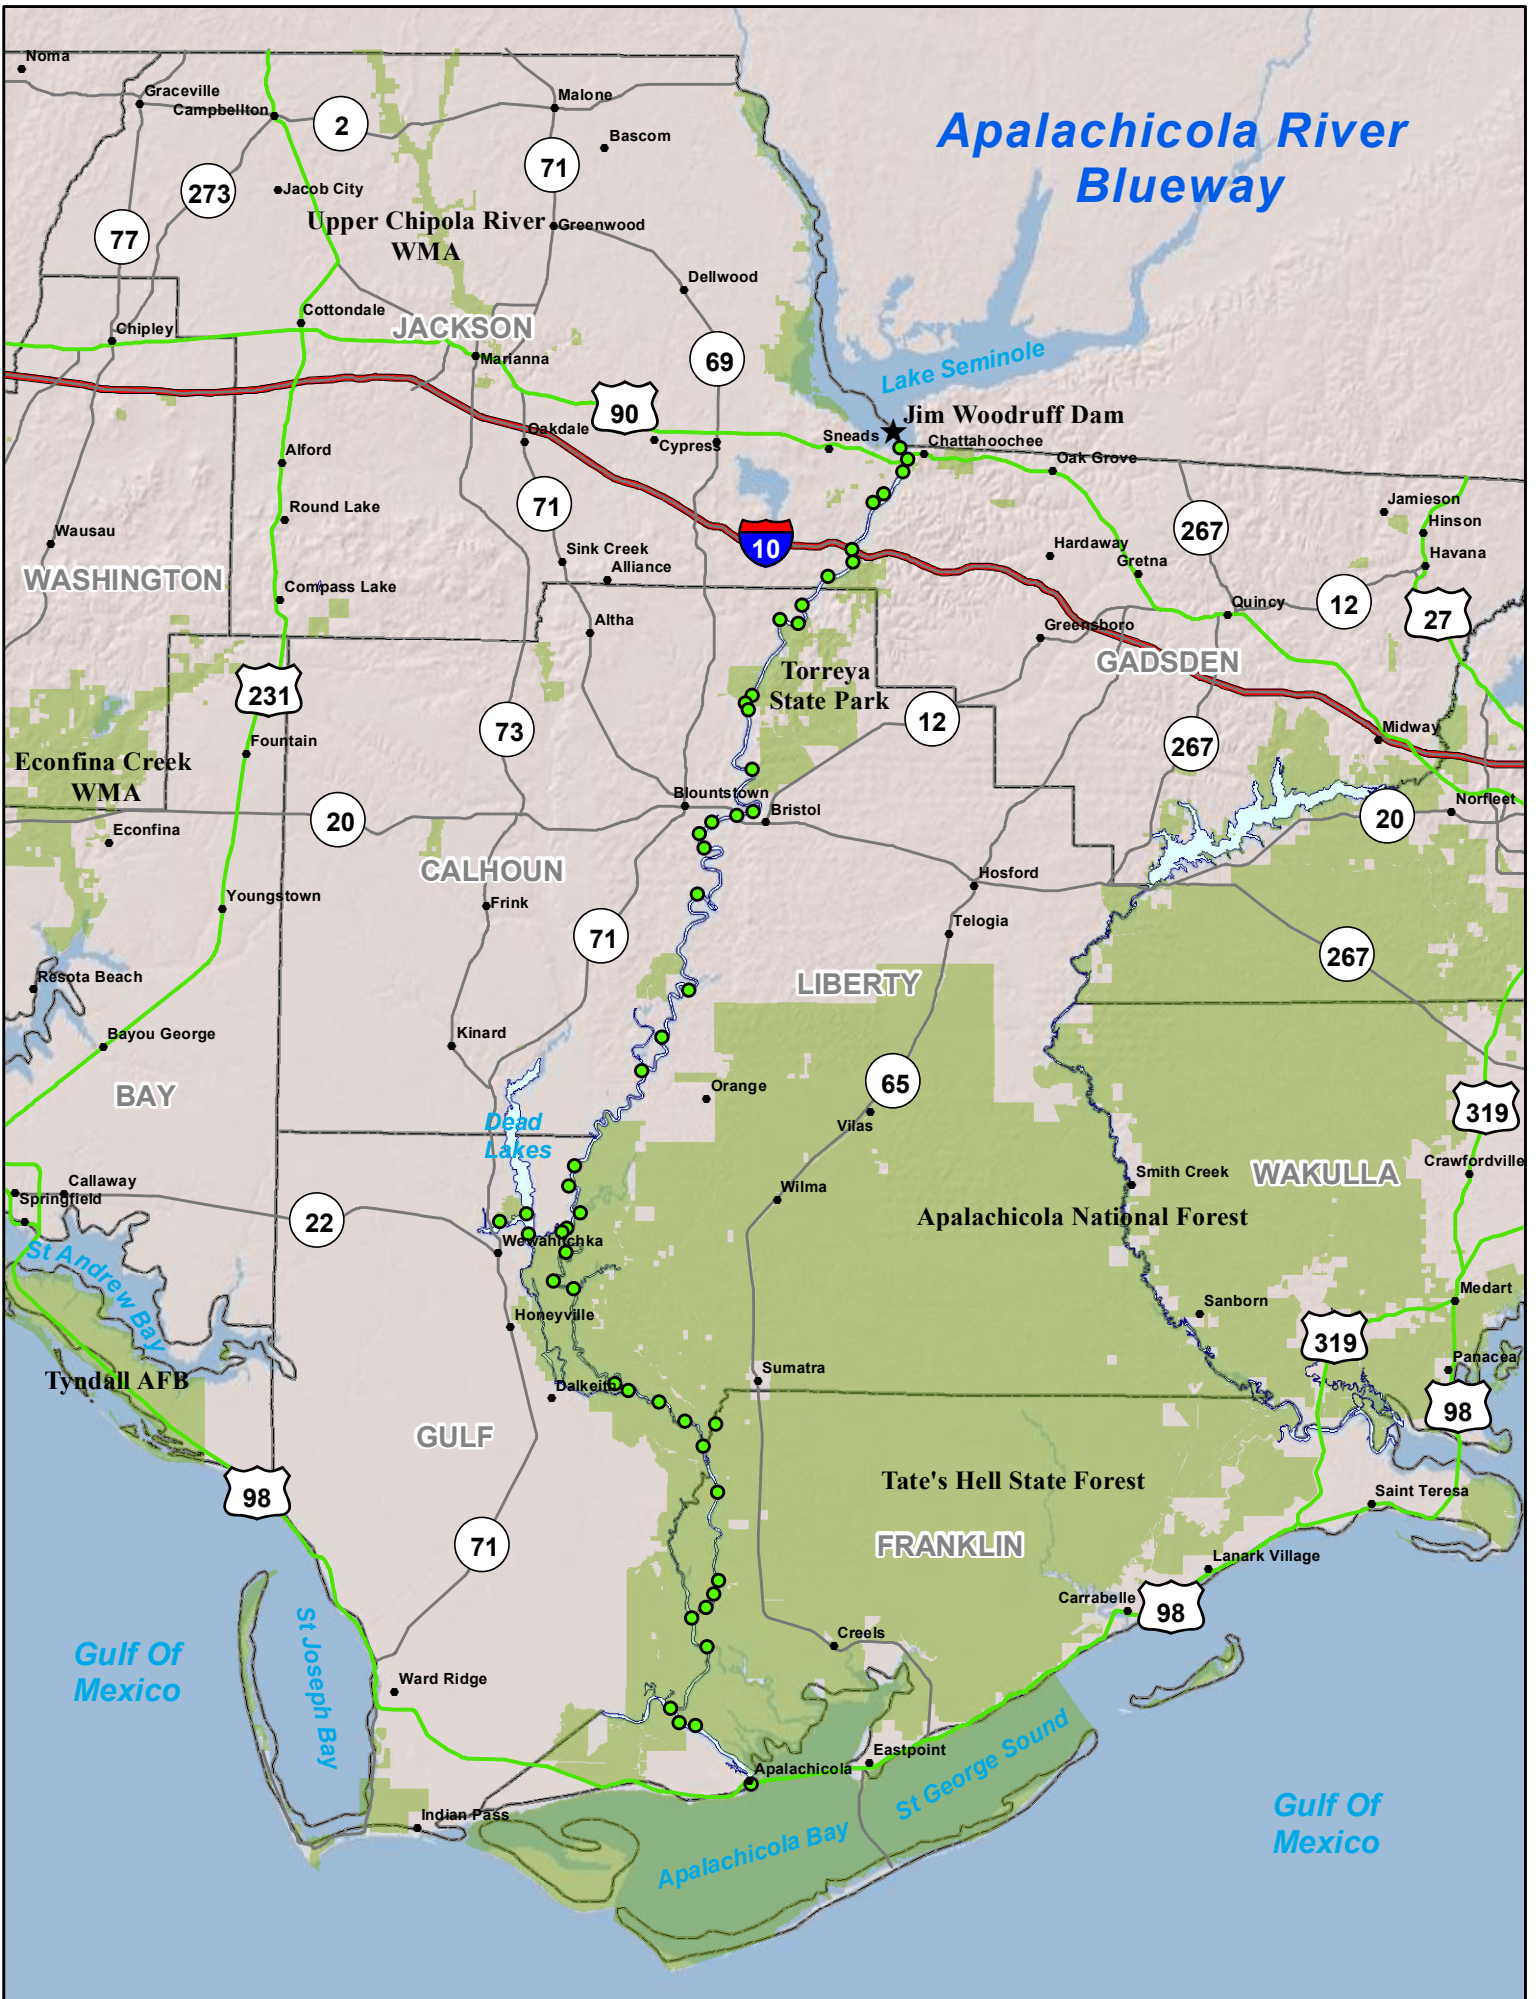 Noma
Graceville
Campbellton
2
Malone
Bascom
Apalachicola River
Blueway
71
273
Jacob City
Upper Chipola River
WMA
Greenwood
77
Dellwood
Cottondale
JACKSON
Chipley
Marianna
69
Lake Seminole
90
Jim Woodruff Dam
Oakdale
Cypress
Sneads
Chattahoochee
Alford
Oak Grove
71
Round Lake
Jamieson
Wausau
267
Hinson
10
Sink Creek
Hardaway
Havana
Alliance
Gretna
WASHINGTON
Compass Lake
Quincy
12
27
Altha
Greensboro
GADSDEN
Torreya
State Park
231
73
12
Fountain
267
Midway
Econfina Creek
WMA
Blountstown
Bristol
Norfleet
20
20
Econfina
CALHOUN
Hosford
Youngstown
Frink
Telogia
71
267
Resota Beach
LIBERTY
Bayou George
Kinard
BAY
65
Orange
Vilas
319
Dead
Lakes
Crawfordville
Smith Creek
WAKULLA
Callaway
Springfield
22
Wilma
Apalachicola National Forest
Wewahitchka
St Andrew Bay
Medart
Honeyville
Sanborn
319
Panacea
Tyndall AFB
Sumatra
Dalkeith
98
GULF
98
Tate's Hell State Forest
Saint Teresa
71
FRANKLIN
Lanark Village
Carrabelle
98
St Joseph Bay
Creels
Gulf Of
Mexico
Ward Ridge
Eastpoint
St George Sound
Apalachicola
Indian Pass
Apalachicola Bay
Gulf Of
Mexico